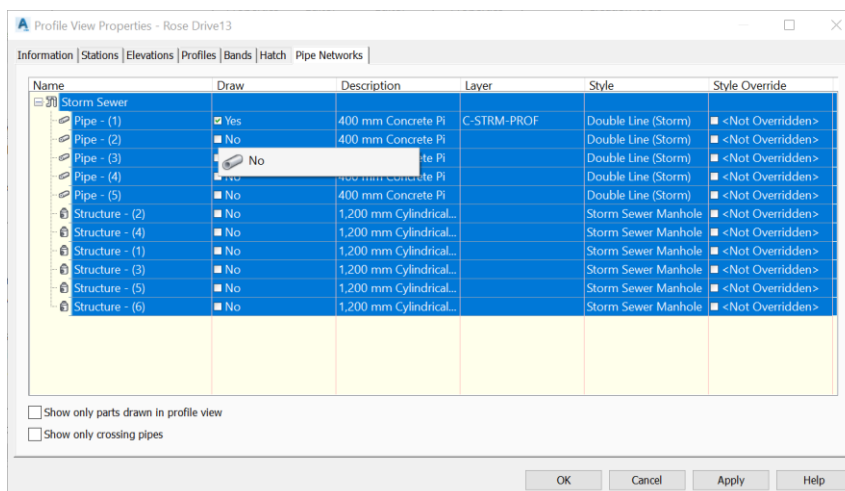 Profile View Properties - Rose Drive13
Information Stations Elevations Profiles Bands Hatch Pipe Networks
Name Draw Description Layer Style Style Override
Storm Sewer
Pipe - (1) Yes 400 mm Concrete Pi C-STRM-PROF Double Line (Storm) <Not Overridden>
Pipe - (2) No 400 mm Concrete Pi Double Line (Storm) <Not Overridden>
Pipe - (3) No ete Pi Double Line (Storm) <Not Overridden>
Pipe - (4) No 400 mm Concrete Pi Double Line (Storm) <Not Overridden>
Pipe - (5) No 400 mm Concrete Pi Double Line (Storm) <Not Overridden>
Structure - (2) No 1,200 mm Cylindrical... Storm Sewer Manhole <Not Overridden>
Structure - (4) No 1,200 mm Cylindrical... Storm Sewer Manhole <Not Overridden>
Structure - (1) No 1,200 mm Cylindrical... Storm Sewer Manhole <Not Overridden>
Structure - (3) No 1,200 mm Cylindrical... Storm Sewer Manhole <Not Overridden>
Structure - (5) No 1,200 mm Cylindrical... Storm Sewer Manhole <Not Overridden>
Structure - (6) No 1,200 mm Cylindrical... Storm Sewer Manhole <Not Overridden>
Show only parts drawn in profile view
Show only crossing pipes
OK Cancel Apply Help